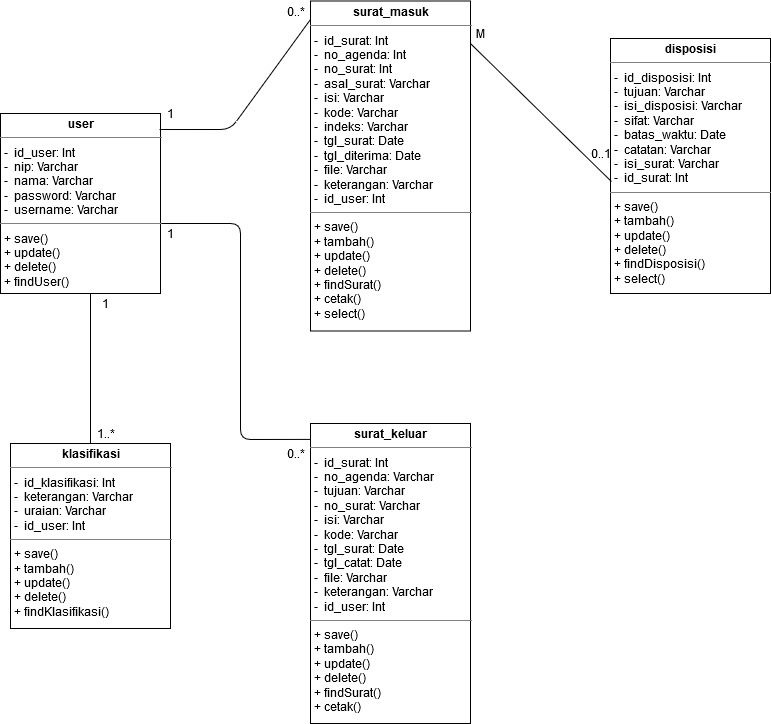 0..*
surat_masuk
- id_surat: Int
- no_agenda: Int
- no_surat: Int
- asal_surat: Varchar
- isi: Varchar
- kode: Varchar
- indeks: Varchar
- tgl_surat: Date
- tgl_diterima: Date
- file: Varchar
- keterangan: Varchar
- id_user: Int
+ save()
+ tambah()
+ update()
+ delete()
+ findSurat()
+ cetak()
+ select()
M
0..1
disposisi
- id_disposisi: Int
- tujuan: Varchar
- isi_disposisi: Varchar
- sifat: Varchar
- batas_waktu: Date
- catatan: Varchar
- isi_surat: Varchar
- id_surat: Int
+ save()
+ tambah()
+ update()
+ delete()
+ findDisposisi()
+ select()
user
- id_user: Int
- nip: Varchar
- nama: Varchar
- password: Varchar
- username: Varchar
+ save()
+ update()
+ delete()
+ findUser()
1
1
1
1..*
klasifikasi
- id_klasifikasi: Int
- keterangan: Varchar
- uraian: Varchar
- id_user: Int
+ save()
+ tambah()
+ update()
+ delete()
+ findKlasifikasi()
0..*
surat_keluar
- id_surat: Int
- no_agenda: Varchar
- tujuan: Varchar
- no_surat: Varchar
- isi: Varchar
- kode: Varchar
- tgl_surat: Date
- tgl_catat: Date
- file: Varchar
- keterangan: Varchar
- id_user: Int
+ save()
+ tambah()
+ update()
+ delete()
+ findSurat()
+ cetak()